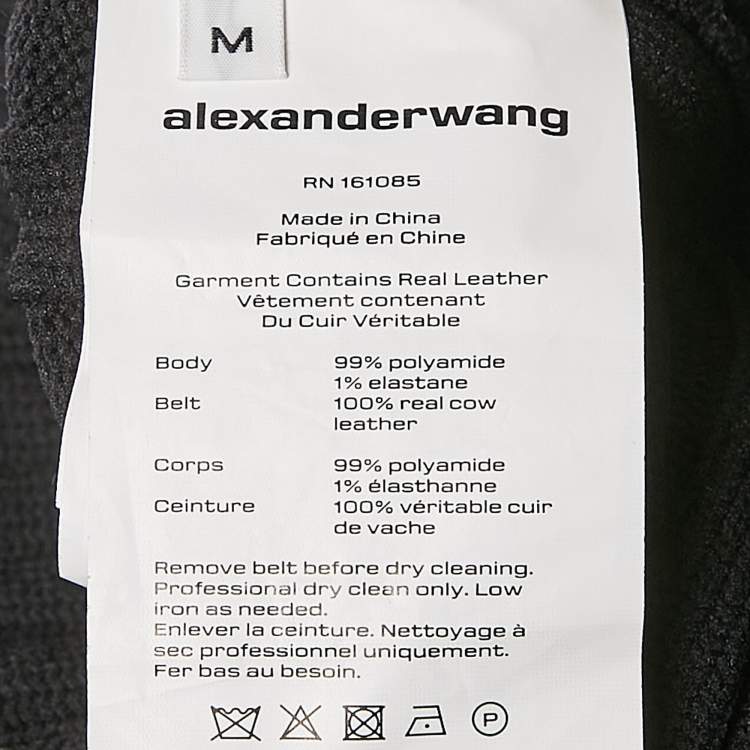 M
alexanderwang
RN 161085
Made in China
Fabriqué en Chine
Garment Contains Real Leather
Vêtement contenant
Du Cuir Véritable
Body 99% polyamide
1% elastane
Belt 100% real cow
leather
Corps 99% polyamide
1% élasthanne
Ceinture 100% véritable cuir
de vache
Remove belt before dry cleaning.
Professional dry clean only. Low
iron as needed.
Enlever la ceinture. Nettoyage à
sec professionnel uniquement.
Fer bas au besoin.
P